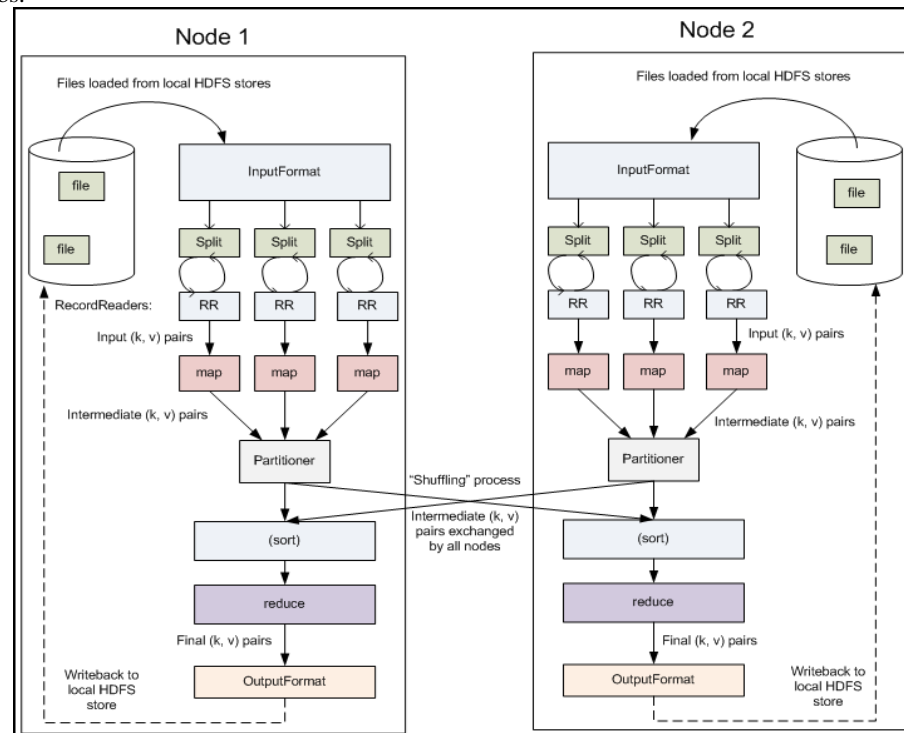 Node 1
Files loaded from local HDFS stores
InputFormat
file
file
Split Split Split
RecordReaders:
RR RR RR
Input (k, v) pairs
map map map
Intermediate (k, v) pairs
Partitioner
(sort)
reduce
Final (k, v) pairs
OutputFormat
Writeback to
local HDFS
store
"Shuffling" process
Intermediate (k, v)
pairs exchanged
by all nodes
Node 2
Files loaded from local HDFS stores
InputFormat
file
file
Split Split Split
RR RR RR
Input (k, v) pairs
map map map
Intermediate (k, v) pairs
Partitioner
(sort)
reduce
Final (k, v) pairs
OutputFormat
Writeback to
local HDFS
store